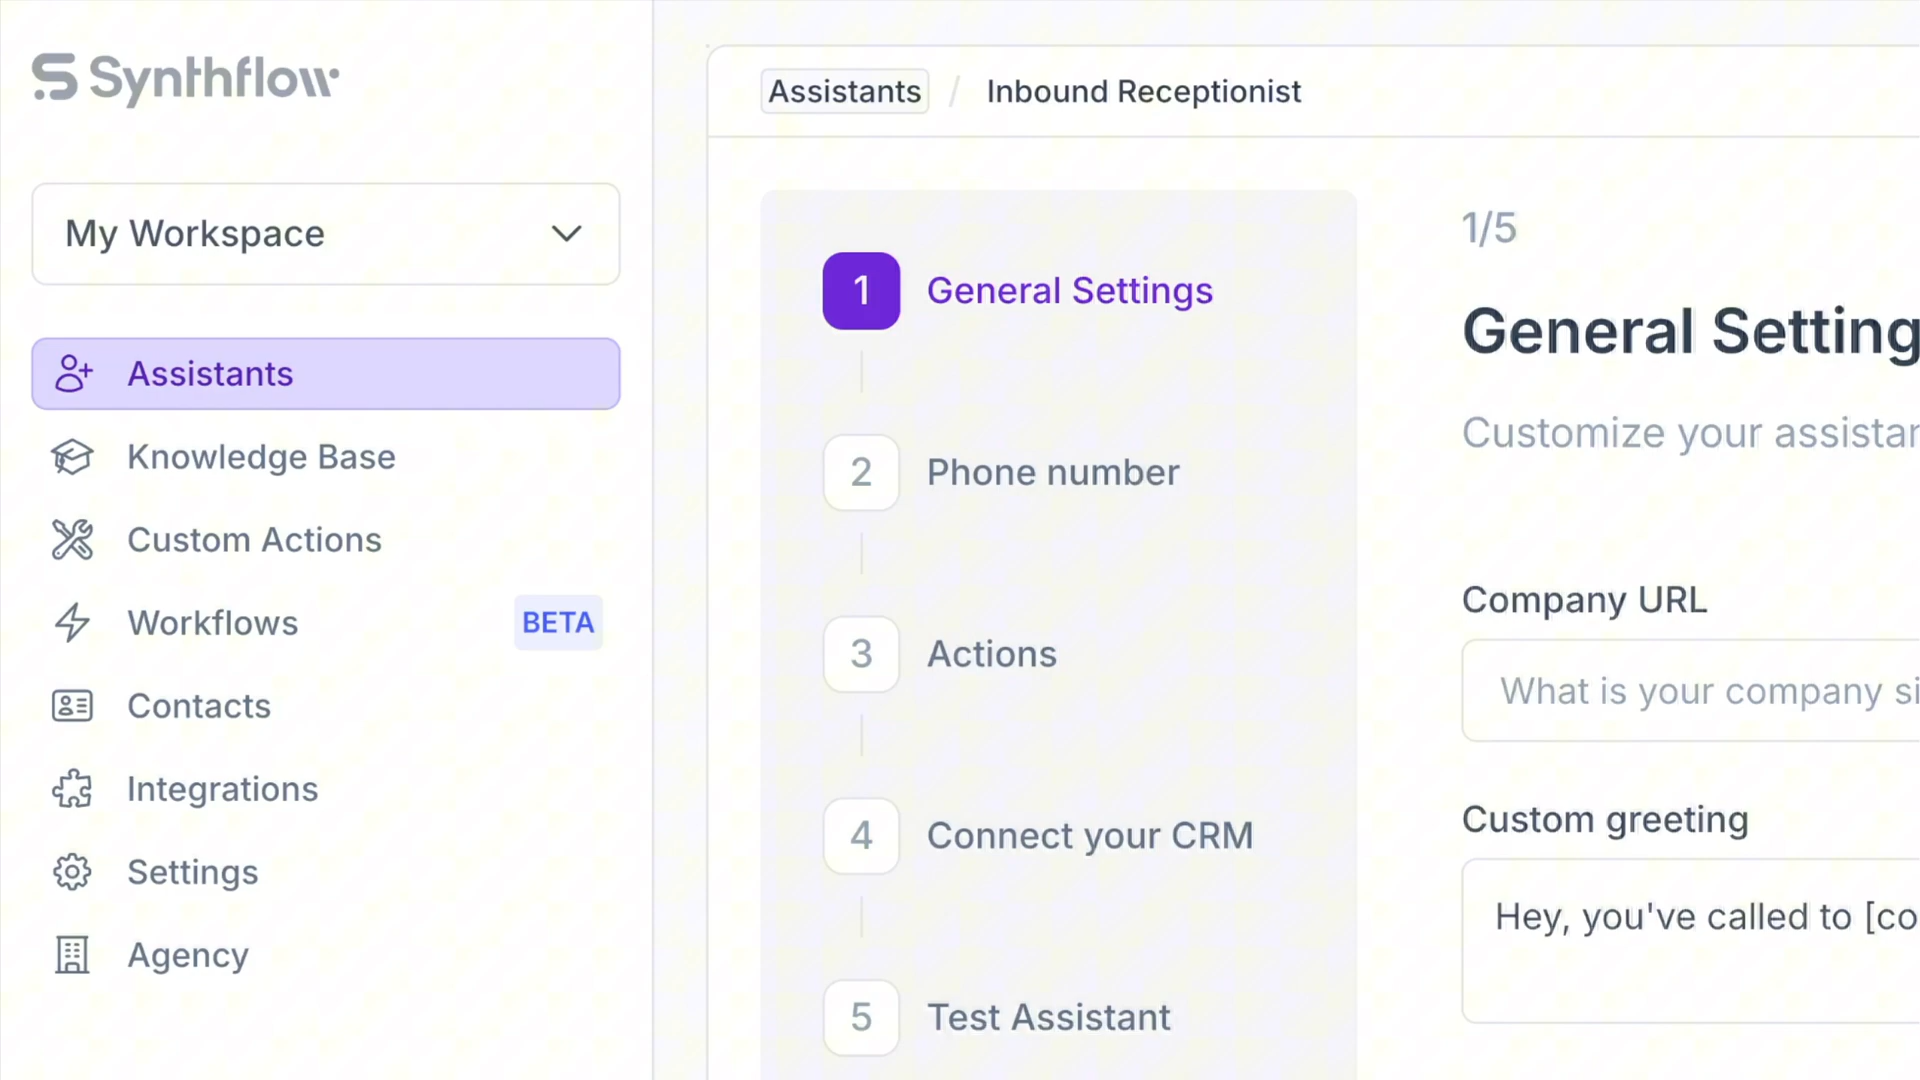 Synthflow
My Workspace
Assistants
Knowledge Base
Custom Actions
Workflows BETA
Contacts
Integrations
Settings
Agency
Assistants / Inbound Receptionist
1 General Settings
2 Phone number
3 Actions
4 Connect your CRM
5 Test Assistant
1/5
General Setting
Customize your assistan
Company URL
What is your company si
Custom greeting
Hey, you've called to [co